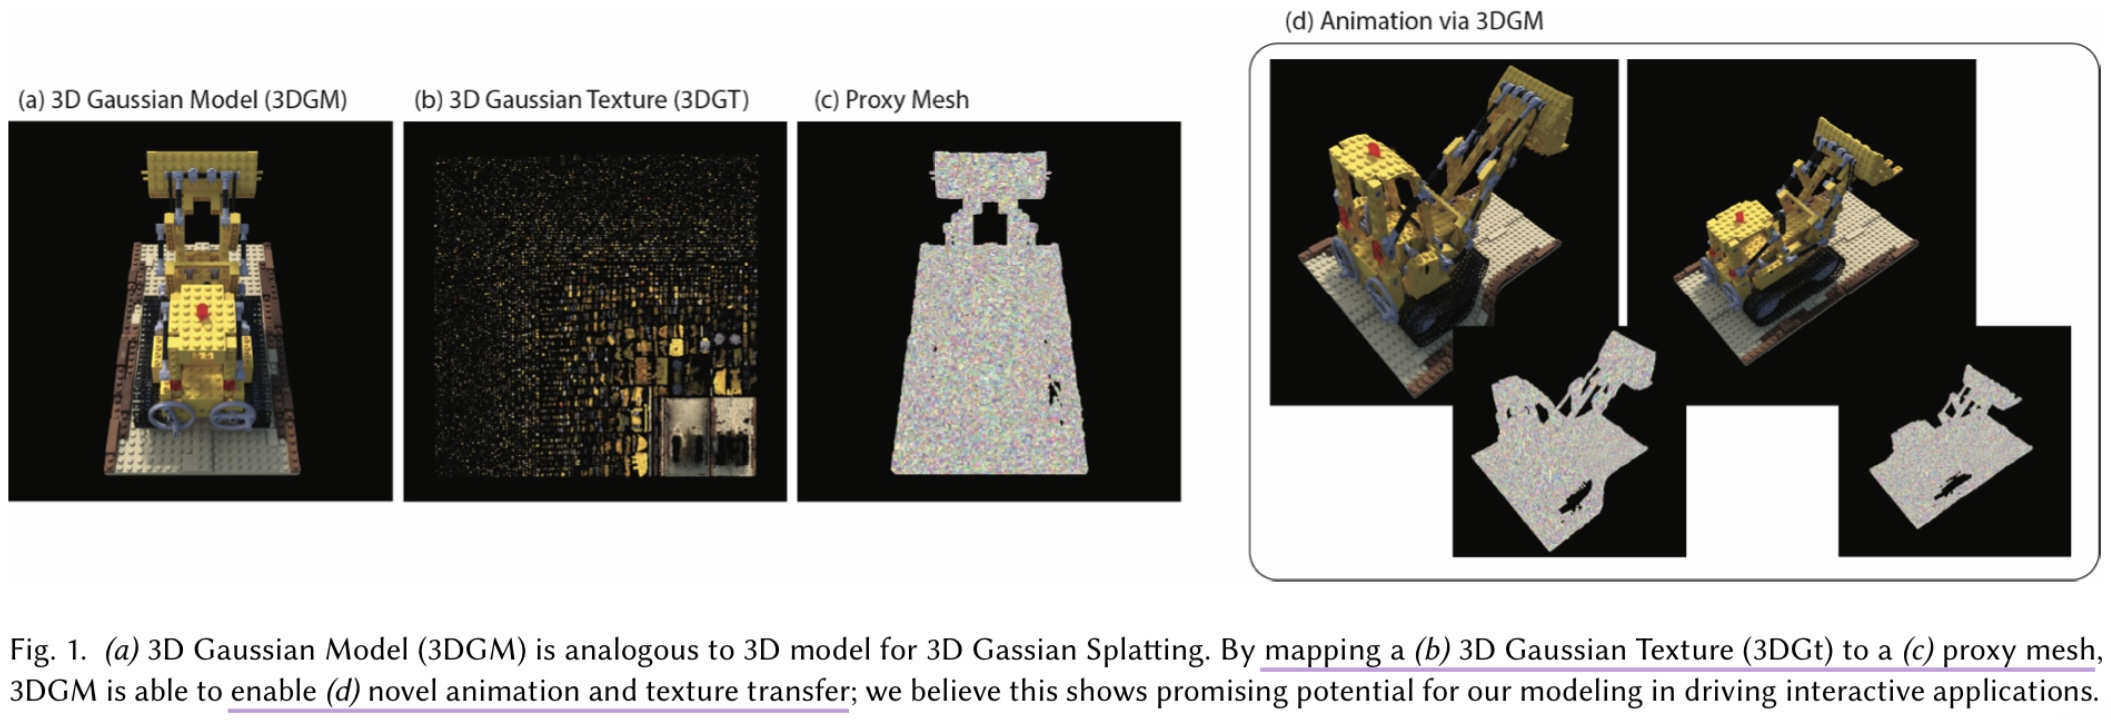 (d) Animation via 3DGM
(a) 3D Gaussian Model (3DGM)
(b) 3D Gaussian Texture (3DGT)
(c) Proxy Mesh
Fig. 1. (a) 3D Gaussian Model (3DGM) is analogous to 3D model for 3D Gassian Splatting. By mapping a (b) 3D Gaussian Texture (3DGt) to a (c) proxy mesh,
3DGM is able to enable (d) novel animation and texture transfer; we believe this shows promising potential for our modeling in driving interactive applications.